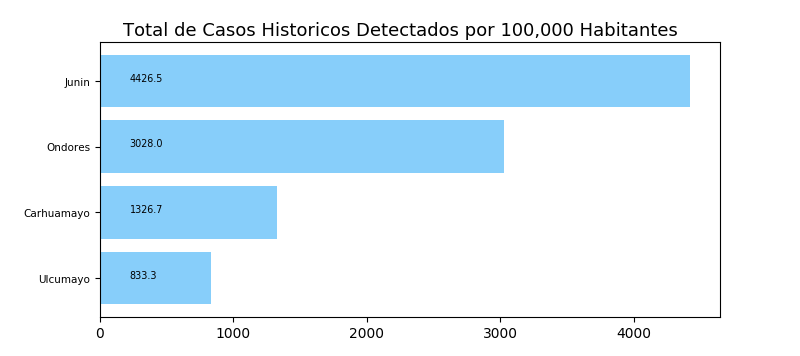 Total de Casos Historicos Detectados por 100,000 Habitantes
Junin
4426.5
Ondores
3028.0
Carhuamayo
1326.7
Ulcumayo
833.3
0 1000 2000 3000 4000